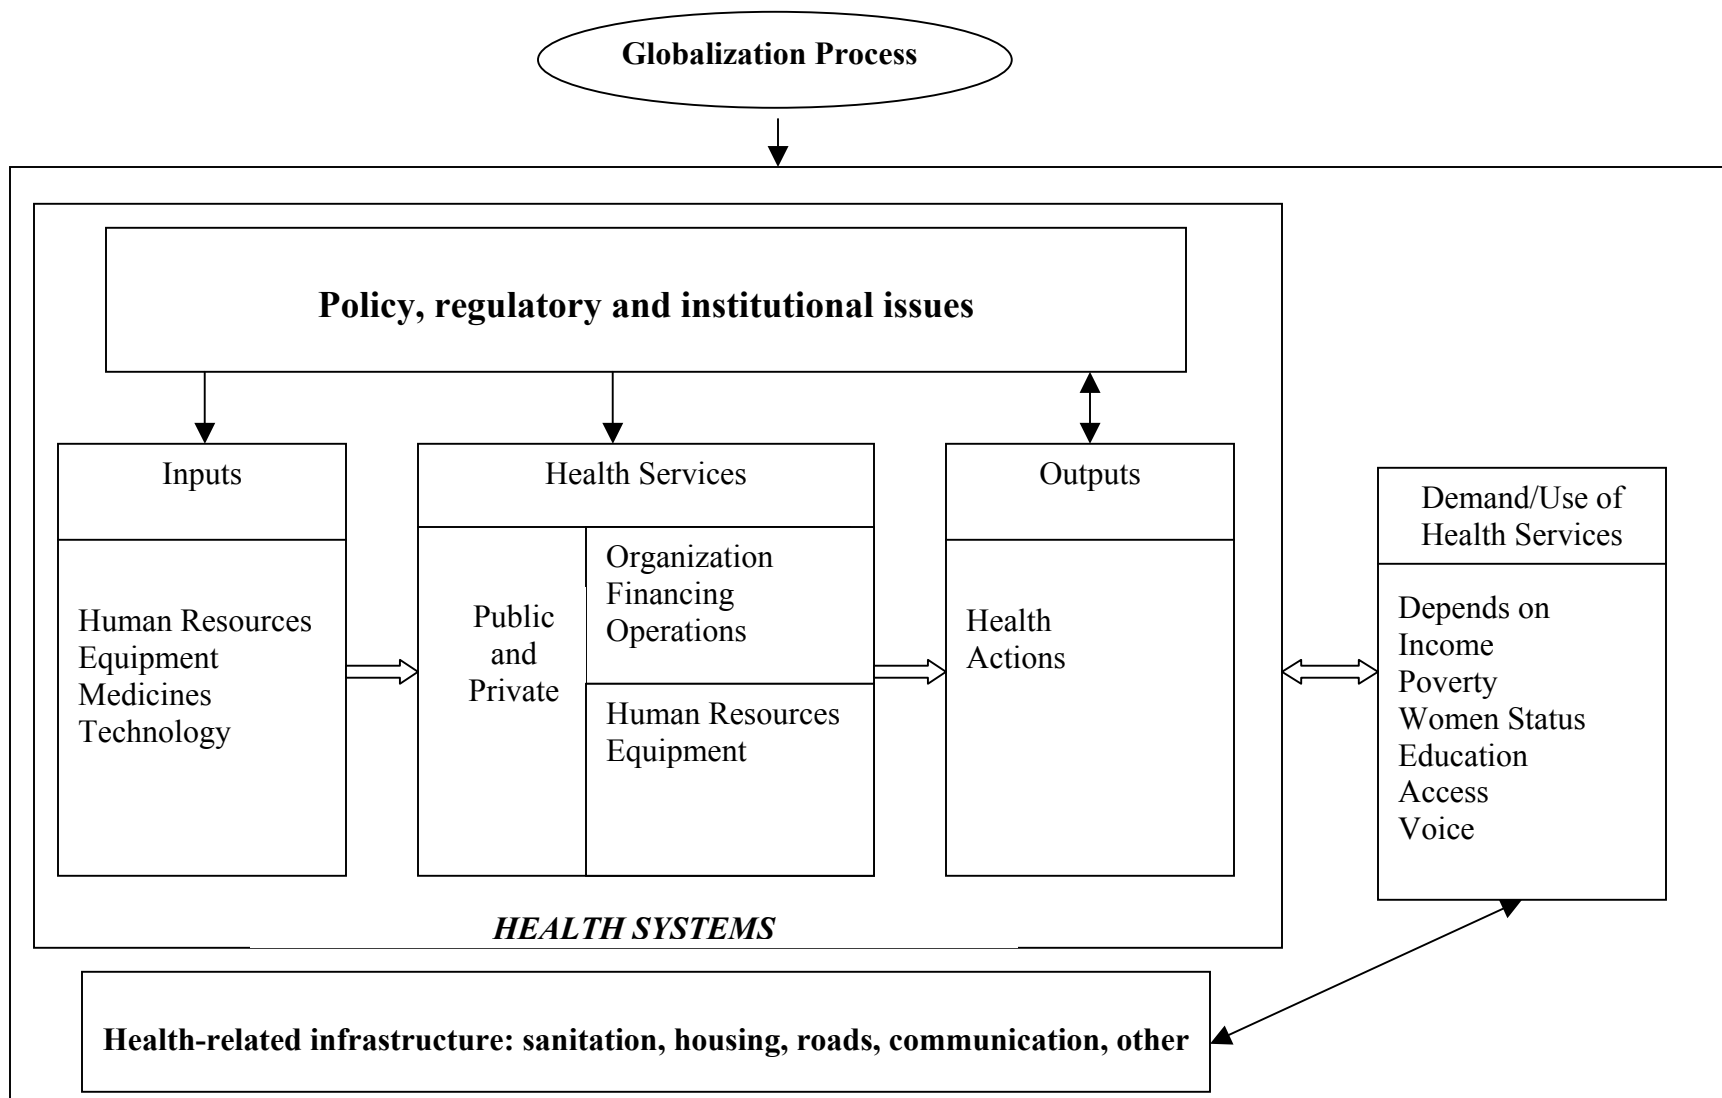 Globalization Process
Policy, regulatory and institutional issues
Inputs
Human Resources
Equipment
Medicines
Technology
Health Services
Public
and
Private
Organization
Financing
Operations
Human Resources
Equipment
Outputs
Health
Actions
Demand/Use of
Health Services
Depends on
Income
Poverty
Women Status
Education
Access
Voice
HEALTH SYSTEMS
Health-related infrastructure: sanitation, housing, roads, communication, other